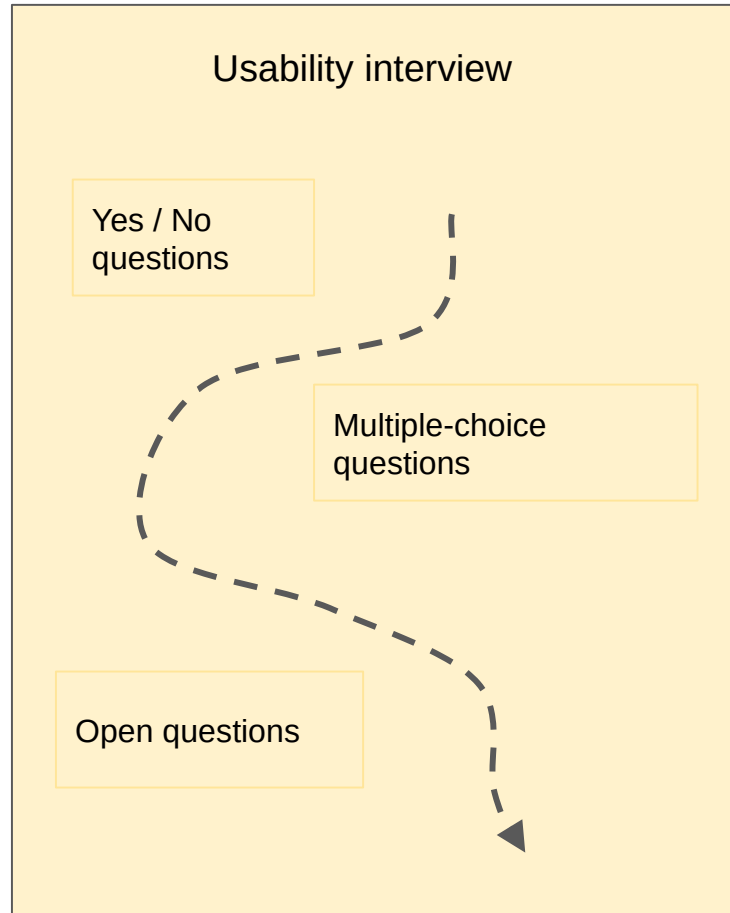 Usability interview
Yes / No
questions
Multiple-choice
questions
Open questions